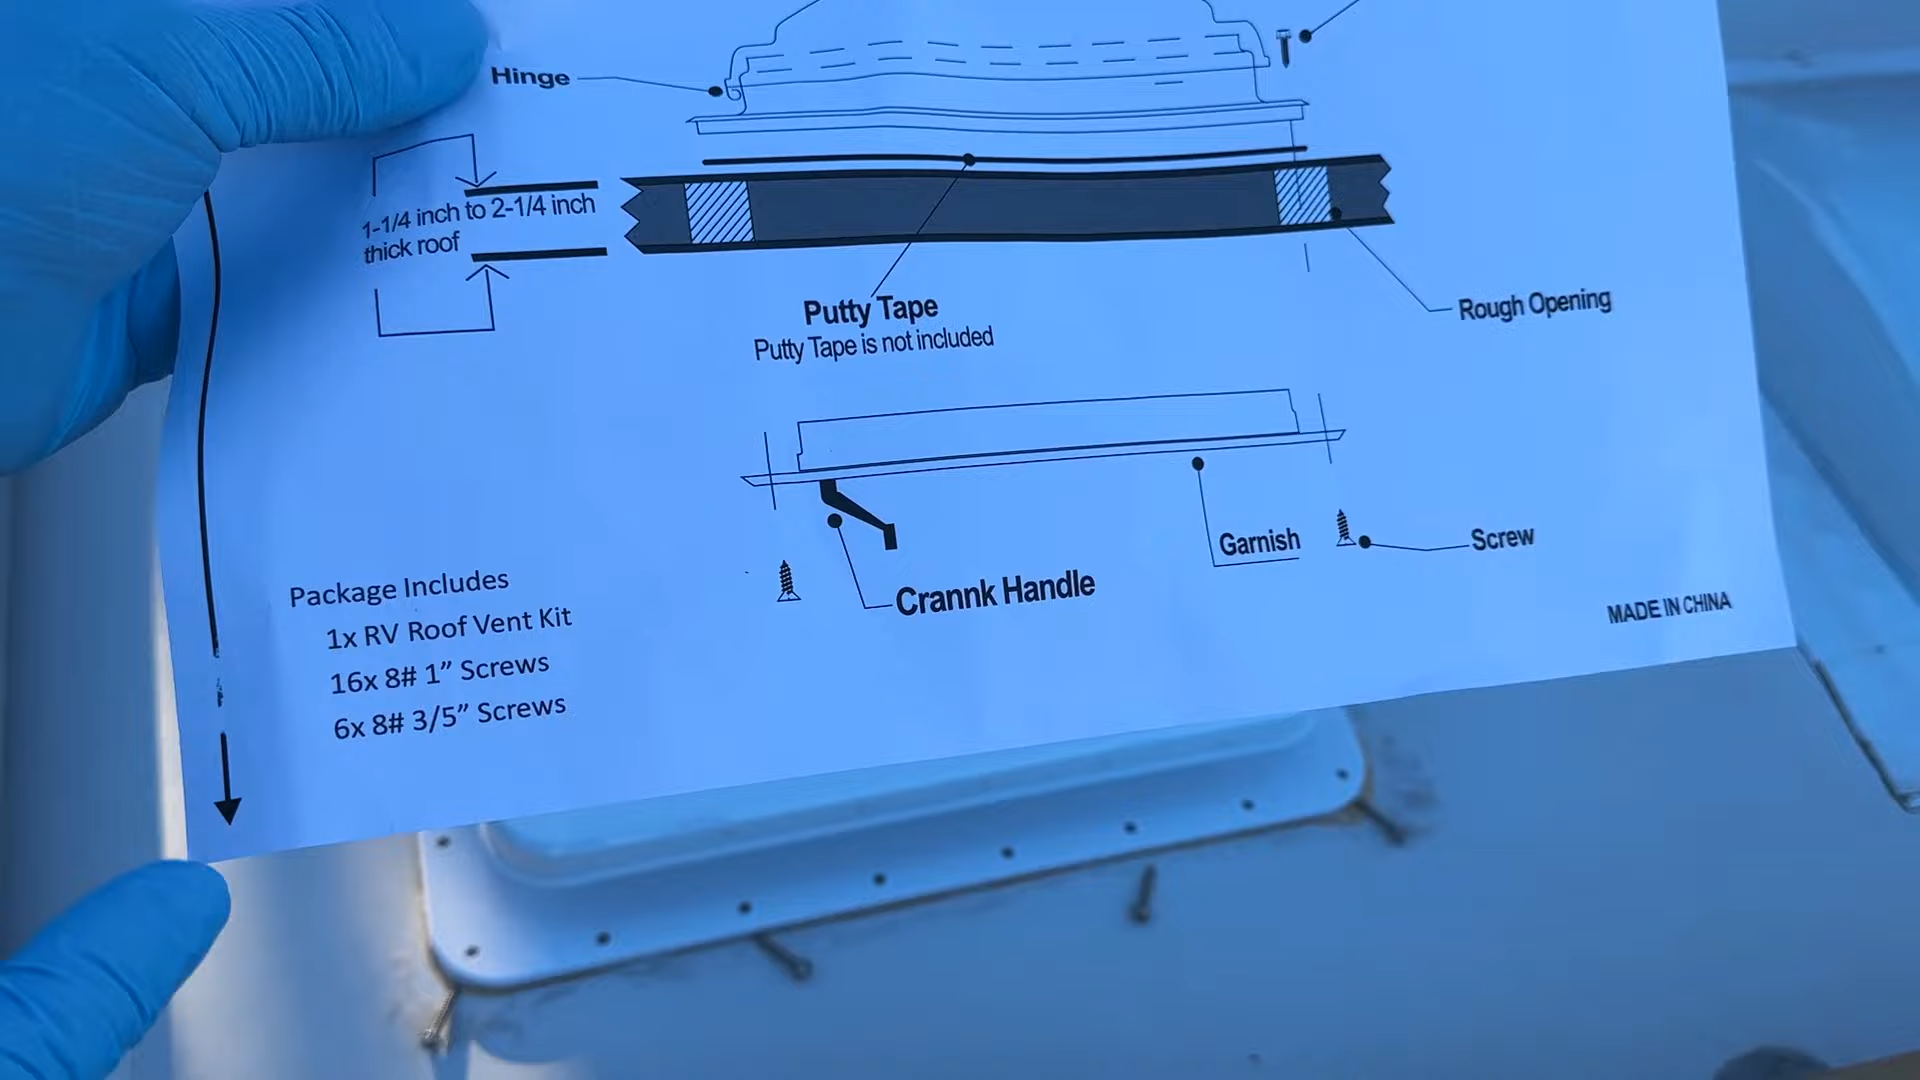 Hinge
1-1/4 inch to 2-1/4 inch
thick roof
Putty Tape
Putty Tape is not included
Rough Opening
Garnish
Screw
Crannk Handle
MADE IN CHINA
Package Includes
1x RV Roof Vent Kit
16x 8# 1” Screws
6x 8# 3/5” Screws